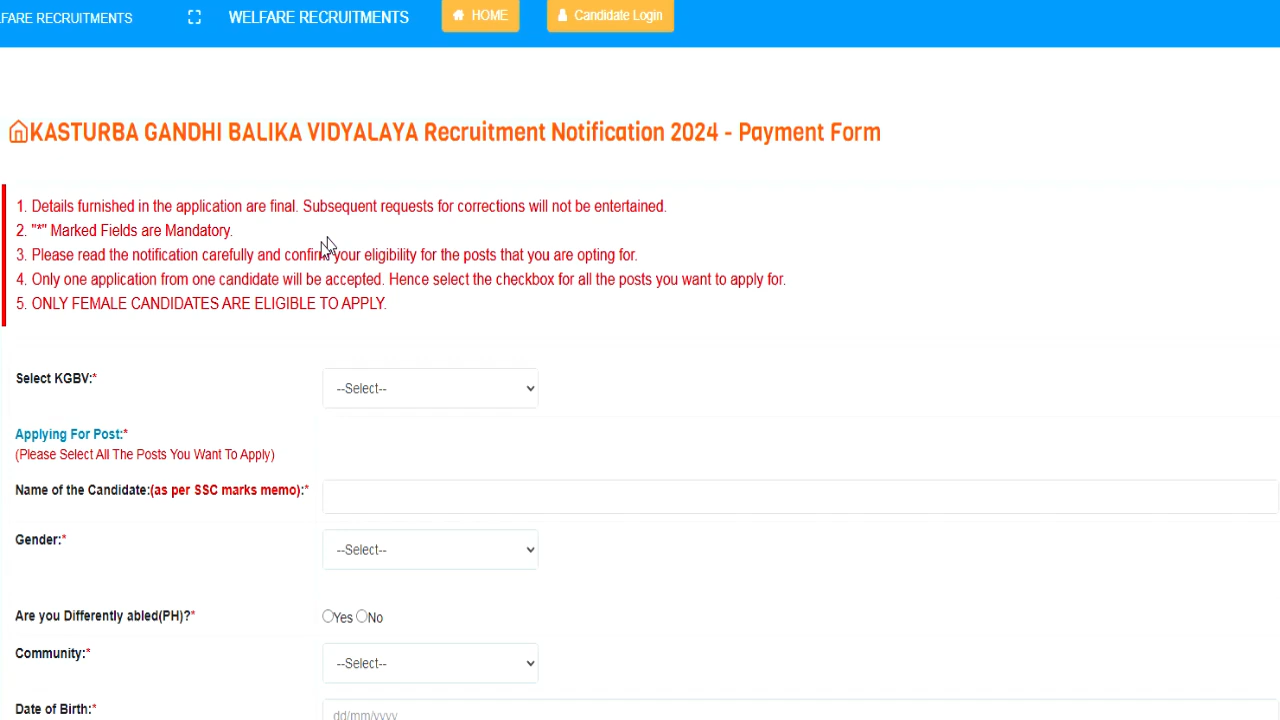 LFARE RECRUITMENTS WELFARE RECRUITMENTS HOME Candidate Login
KASTURBA GANDHI BALIKA VIDYALAYA Recruitment Notification 2024 - Payment Form
1. Details furnished in the application are final. Subsequent requests for corrections will not be entertained.
2. "*" Marked Fields are Mandatory.
3. Please read the notification carefully and confirm your eligibility for the posts that you are opting for.
4. Only one application from one candidate will be accepted. Hence select the checkbox for all the posts you want to apply for.
5. ONLY FEMALE CANDIDATES ARE ELIGIBLE TO APPLY.
Select KGBV:* --Select--
Applying For Post:*
(Please Select All The Posts You Want To Apply)
Name of the Candidate:(as per SSC marks memo):*
Gender:* --Select--
Are you Differently abled(PH)?* Yes No
Community:* --Select--
Date of Birth:* dd/mm/yyyy